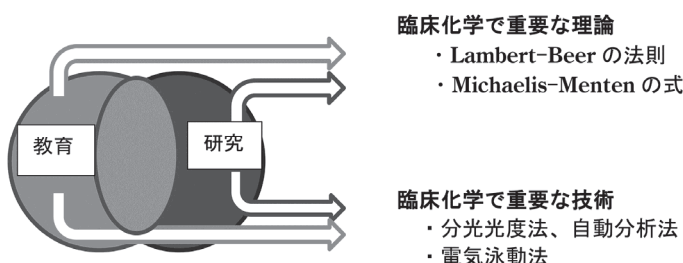 臨床化学で重要な理論
・Lambert-Beer の法則
・Michaelis-Menten の式
教育
研究
臨床化学で重要な技術
・分光光度法、自動分析法
・電気泳動法